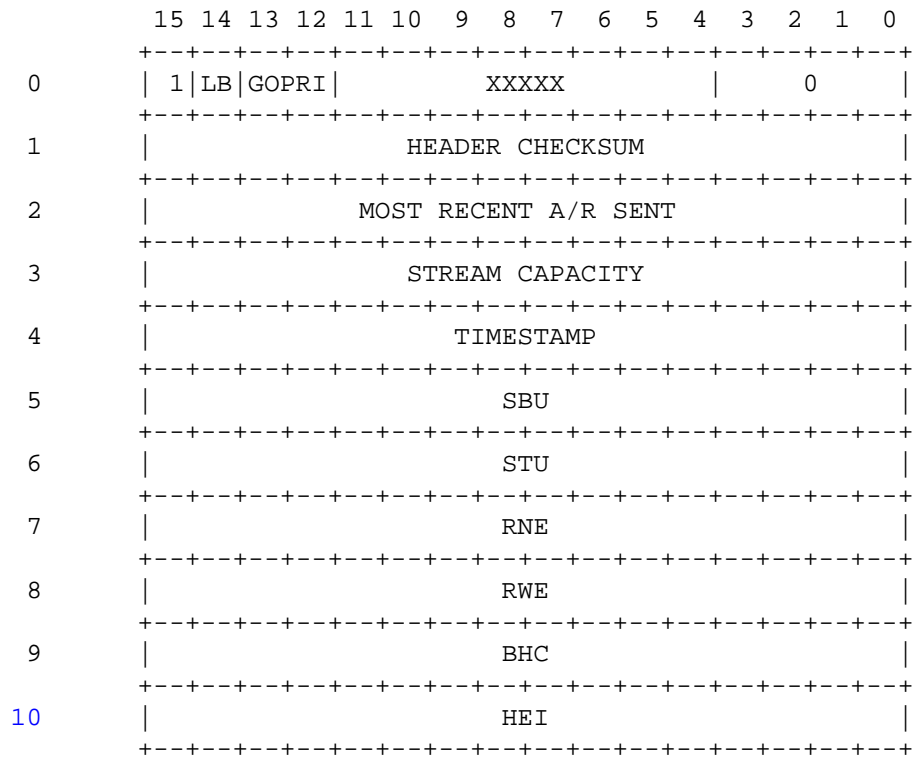 15 14 13 12 11 10  9  8  7  6  5  4  3  2  1  0
+--+--+--+--+--+--+--+--+--+--+--+--+--+--+--+--+
0 | 1|LB|GOPRI| XXXXX | 0 |
+--+--+--+--+--+--+--+--+--+--+--+--+--+--+--+--+
1 | HEADER CHECKSUM |
+--+--+--+--+--+--+--+--+--+--+--+--+--+--+--+--+
2 | MOST RECENT A/R SENT |
+--+--+--+--+--+--+--+--+--+--+--+--+--+--+--+--+
3 | STREAM CAPACITY |
+--+--+--+--+--+--+--+--+--+--+--+--+--+--+--+--+
4 | TIMESTAMP |
+--+--+--+--+--+--+--+--+--+--+--+--+--+--+--+--+
5 | SBU |
+--+--+--+--+--+--+--+--+--+--+--+--+--+--+--+--+
6 | STU |
+--+--+--+--+--+--+--+--+--+--+--+--+--+--+--+--+
7 | RNE |
+--+--+--+--+--+--+--+--+--+--+--+--+--+--+--+--+
8 | RWE |
+--+--+--+--+--+--+--+--+--+--+--+--+--+--+--+--+
9 | BHC |
+--+--+--+--+--+--+--+--+--+--+--+--+--+--+--+--+
10 | HEI |
+--+--+--+--+--+--+--+--+--+--+--+--+--+--+--+--+